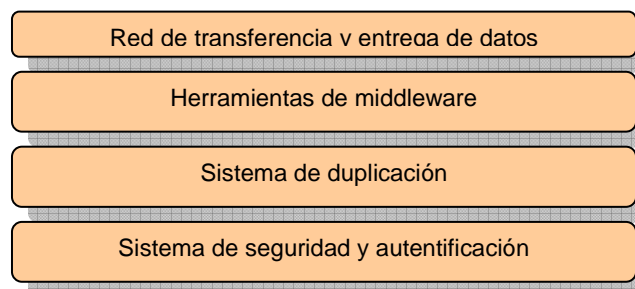 Red de transferencia y entrega de datos
Herramientas de middleware
Sistema de duplicación
Sistema de seguridad y autentificación